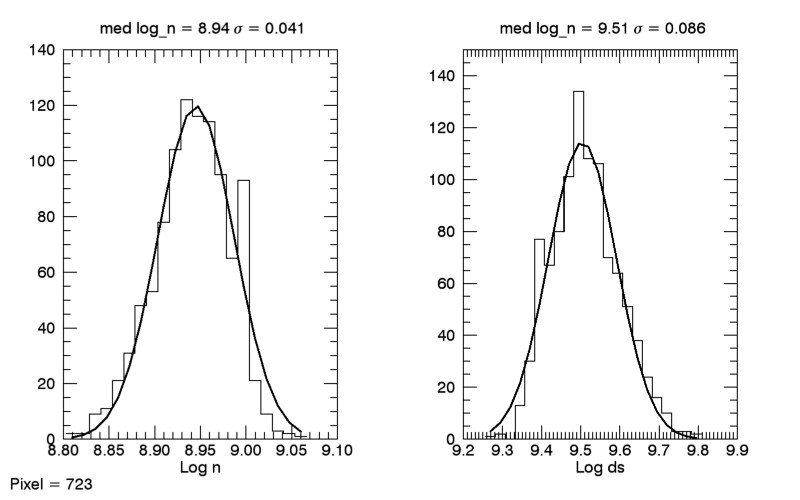 med log_n = 8.94 σ = 0.041
140
120
100
80
60
40
20
0
8.80 8.85 8.90 8.95 9.00 9.05 9.10
Log n
med log_n = 9.51 σ = 0.086
140
120
100
80
60
40
20
0
9.2 9.3 9.4 9.5 9.6 9.7 9.8 9.9
Log ds
Pixel = 723